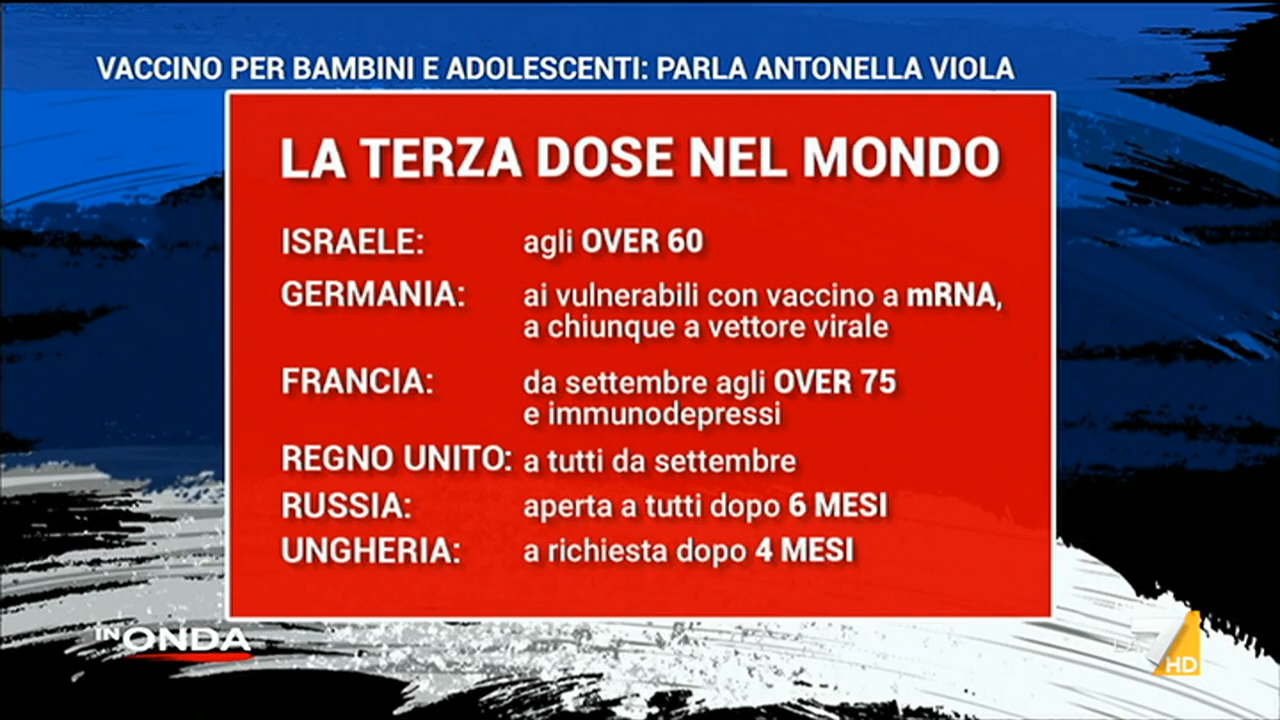 VACCINO PER BAMBINI E ADOLESCENTI: PARLA ANTONELLA VIOLA
LA TERZA DOSE NEL MONDO
ISRAELE: agli OVER 60
GERMANIA: ai vulnerabili con vaccino a mRNA,
a chiunque a vettore virale
FRANCIA: da settembre agli OVER 75
e immunodepressi
REGNO UNITO: a tutti da settembre
RUSSIA: aperta a tutti dopo 6 MESI
UNGHERIA: a richiesta dopo 4 MESI
IN ONDA
7 HD